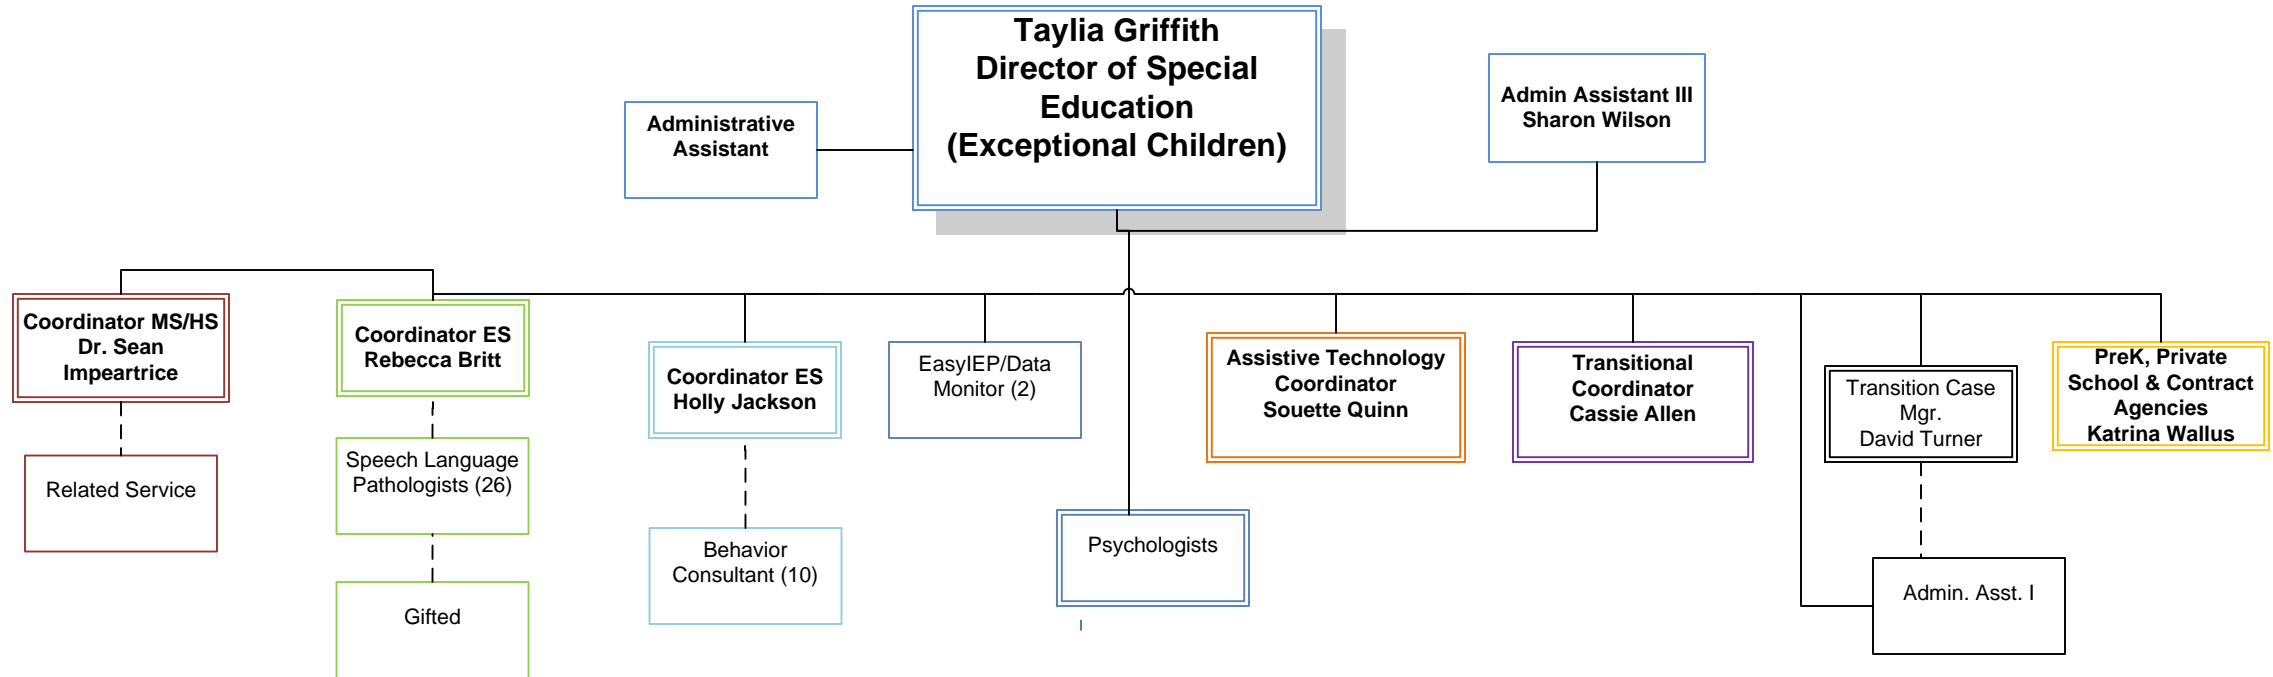 Taylia Griffith
Director of Special
Education
(Exceptional Children)
Administrative
Assistant
Admin Assistant III
Sharon Wilson
Coordinator MS/HS
Dr. Sean
Impeartrice
Coordinator ES
Rebecca Britt
Coordinator ES
Holly Jackson
EasyIEP/Data
Monitor (2)
Assistive Technology
Coordinator
Souette Quinn
Transitional
Coordinator
Cassie Allen
Transition Case
Mgr.
David Turner
PreK, Private
School & Contract
Agencies
Katrina Wallus
Related Service
Speech Language
Pathologists (26)
Behavior
Consultant (10)
Psychologists
Admin. Asst. I
Gifted